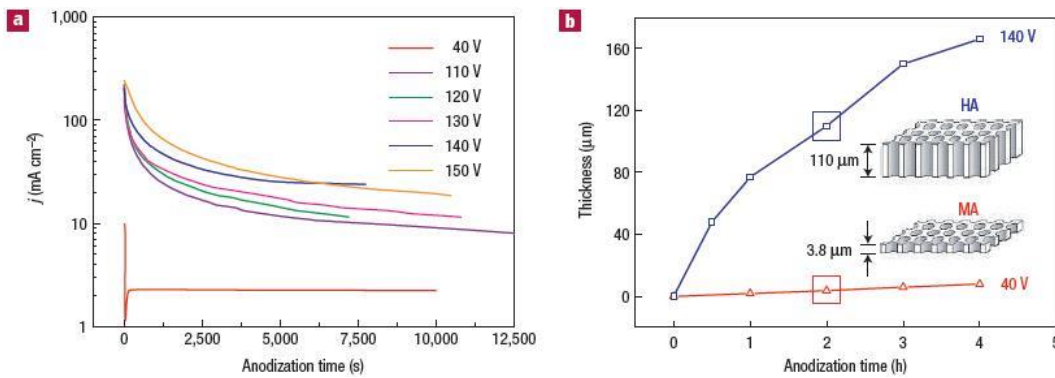 a
1,000
100
10
1
j (mA cm⁻²)
40 V
110 V
120 V
130 V
140 V
150 V
0
2,500
5,000
7,500
10,000
12,500
Anodization time (s)
b
160
120
80
40
0
Thickness (μm)
140 V
HA
110 μm
MA
3.8 μm
40 V
0
1
2
3
4
5
Anodization time (h)